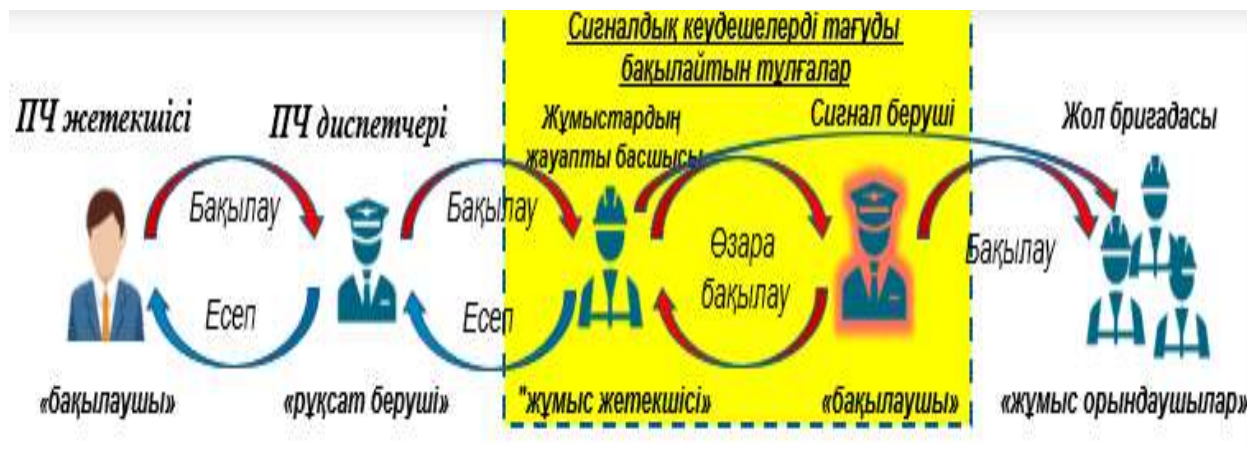 Сигналдық кеудешелерді тағуды
бақылайтын тұлғалар
ПЧ жетекшісі
ПЧ диспетчері
Жұмыстардың
жауапты басшысы
Сигнал беруші
Жол бригадасы
Бақылау
Есеп
Бақылау
Есеп
Өзара
бақылау
Бақылау
«бақылаушы»
«рұқсат беруші»
"жұмыс жетекшісі»
«бақылаушы»
«жұмыс орындаушылар»